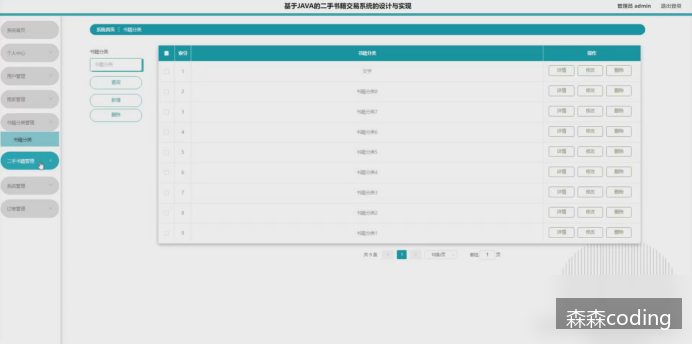 基于JAVA的二手书籍交易系统的设计与实现
管理员 admin
退出登录
系统首页
个人中心
用户管理
商家管理
书籍分类管理
书籍分类
二手书籍管理
系统管理
订单管理
书籍分类
书籍分类
书籍分类
查询
新增
删除
索引 书籍分类 操作
1 文学 详情 修改 删除
2 书籍分类8 详情 修改 删除
3 书籍分类7 详情 修改 删除
4 书籍分类6 详情 修改 删除
5 书籍分类5 详情 修改 删除
6 书籍分类4 详情 修改 删除
7 书籍分类3 详情 修改 删除
8 书籍分类2 详情 修改 删除
9 书籍分类1 详情 修改 删除
共 9 条 1 10条/页 前往 1 页
森森coding